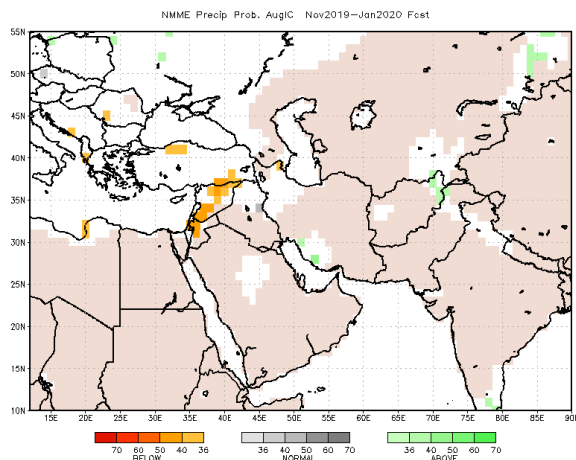 NMME Precip Prob. AugIC  Nov2019–Jan2020 Fcst
55N
50N
45N
40N
35N
30N
25N
20N
15N
10N
15E 20E 25E 30E 35E 40E 45E 50E 55E 60E 65E 70E 75E 80E 85E 90E
70 60 50 40 36 36 40 50 60 70 36 40 50 60 70
BELOW NORMAL ABOVE